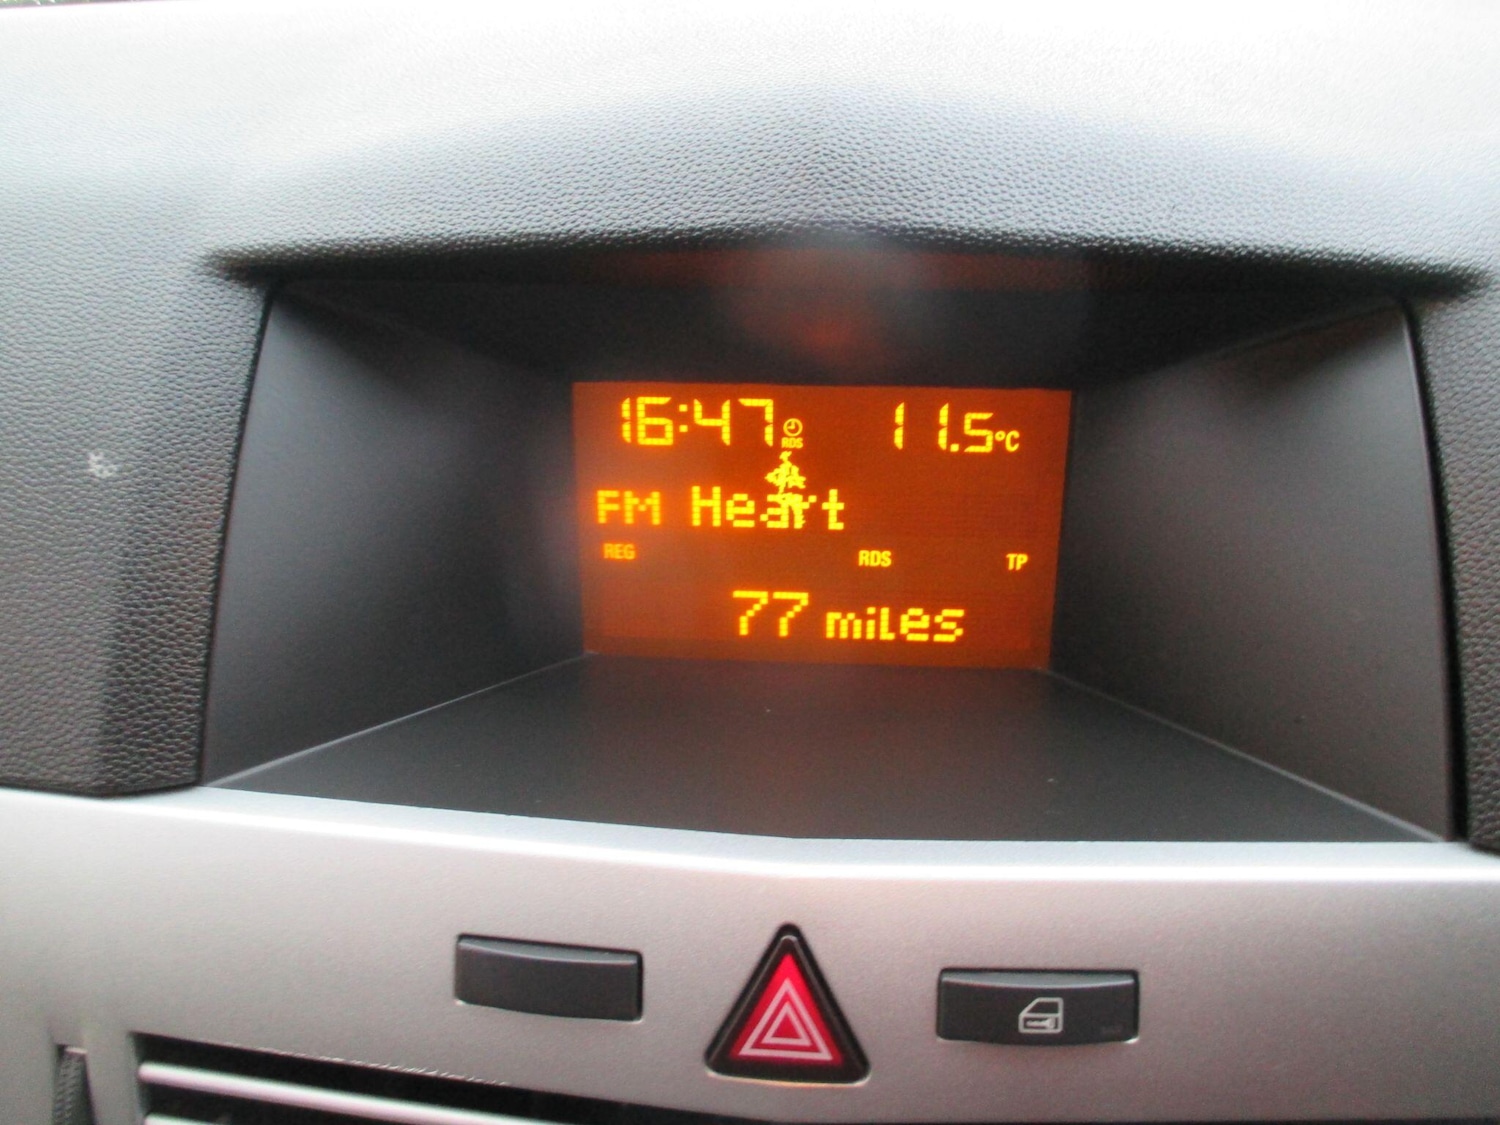 16:47 RDS 11.5°C
FM Heart
REG RDS TP
77 miles